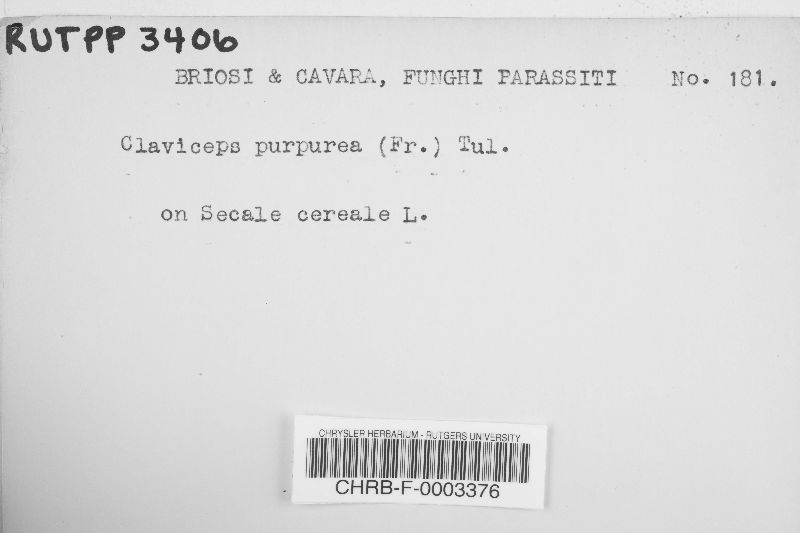 RUTPP 3406
BRIOSI & CAVARA, FUNGHI PARASSITI No. 181.
Claviceps purpurea (Fr.) Tul.
on Secale cereale L.
CHRYSLER HERBARIUM - RUTGERS UNIVERSITY
CHRB-F-0003376